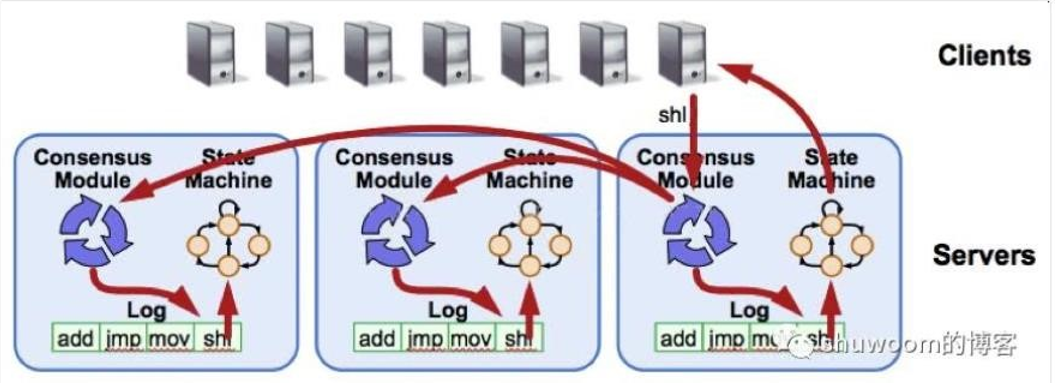 Clients
shl
Consensus Module
State Machine
Consensus Module
State Machine
Consensus Module
State Machine
Servers
Log
add jmp mov shl
Log
add jmp mov shl
Log
add jmp
shuwoom的博客